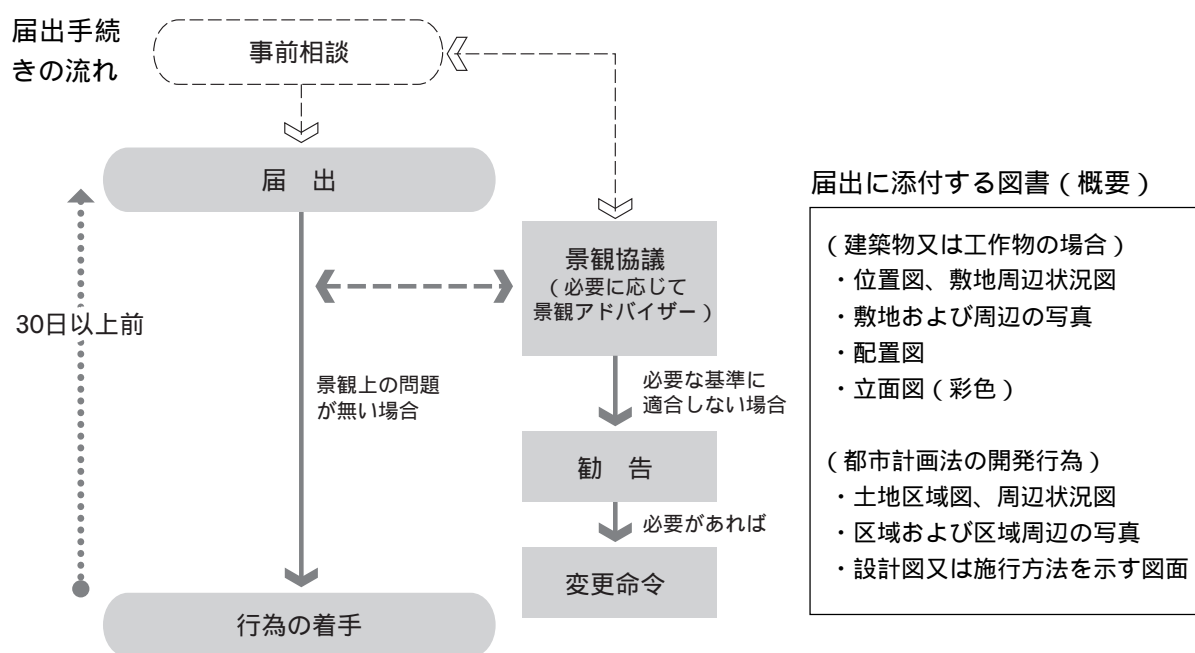 届出手続
きの流れ
事前相談
届　出
30日以上前
景観上の問題
が無い場合
景観協議
（必要に応じて
景観アドバイザー）
必要な基準に
適合しない場合
勧　告
必要があれば
変更命令
行為の着手
届出に添付する図書（概要）
（建築物又は工作物の場合）
・位置図、敷地周辺状況図
・敷地および周辺の写真
・配置図
・立面図（彩色）
（都市計画法の開発行為）
・土地区域図、周辺状況図
・区域および区域周辺の写真
・設計図又は施行方法を示す図面